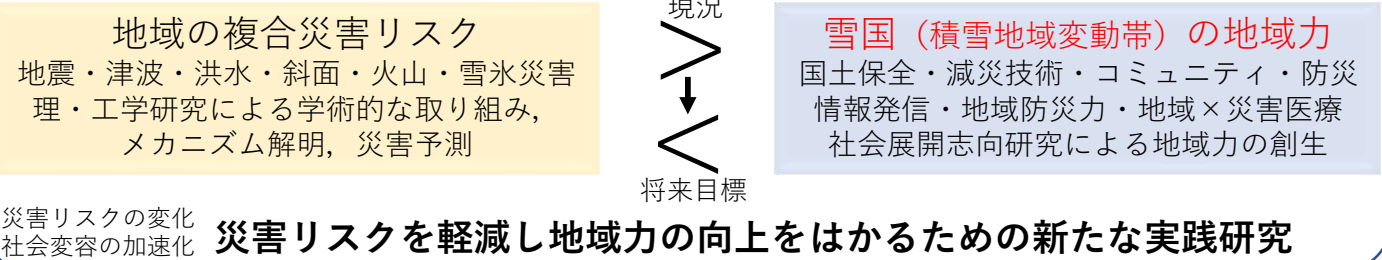 現況
地域の複合災害リスク
地震・津波・洪水・斜面・火山・雪氷災害
理・工学研究による学術的な取り組み,
メカニズム解明, 災害予測
＞
＜
雪国（積雪地域変動帯）の地域力
国土保全・減災技術・コミュニティ・防災
情報発信・地域防災力・地域×災害医療
社会展開志向研究による地域力の創生
将来目標
災害リスクの変化
社会変容の加速化
災害リスクを軽減し地域力の向上をはかるための新たな実践研究